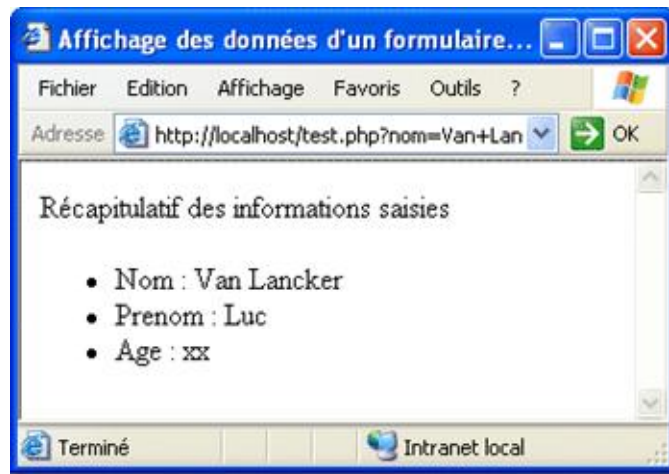 Affichage des données d'un formulaire...
Fichier Edition Affichage Favoris Outils ?
Adresse http://localhost/test.php?nom=Van+Lan OK
Récapitulatif des informations saisies
• Nom : Van Lancker
• Prenom : Luc
• Age : xx
Terminé Intranet local